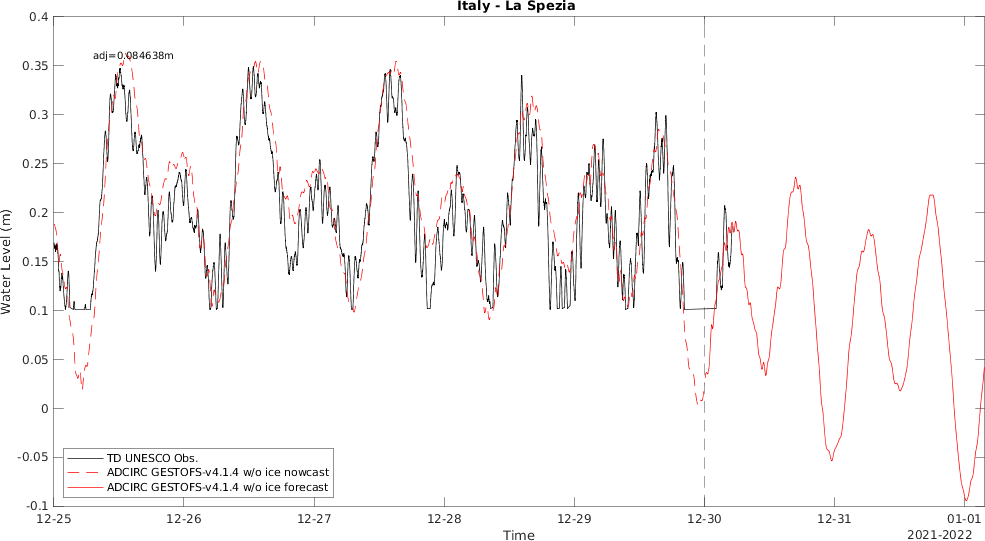 Italy - La Spezia
adj=0.084638m
0.4
0.35
0.3
0.25
0.2
0.15
0.1
0.05
0
-0.05
-0.1
Water Level (m)
TD UNESCO Obs.
ADCIRC GESTOFS-v4.1.4 w/o ice nowcast
ADCIRC GESTOFS-v4.1.4 w/o ice forecast
12-25 12-26 12-27 12-28 12-29 12-30 12-31 01-01
Time
2021-2022